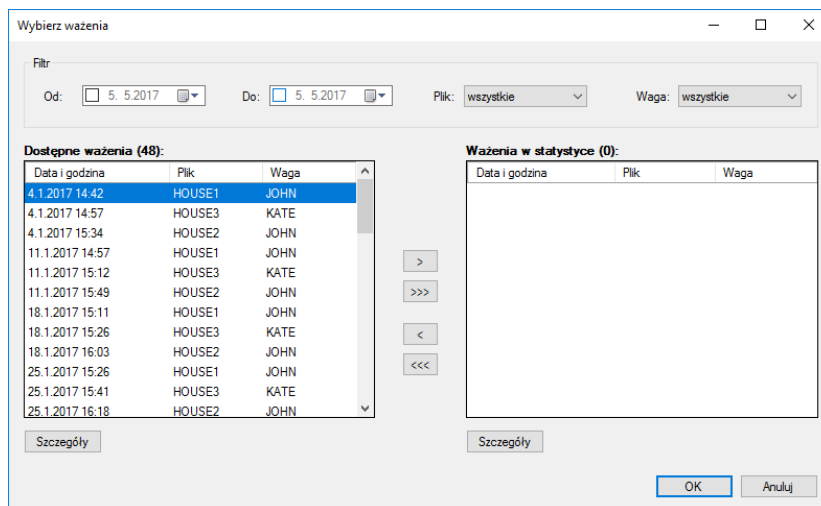 Wybierz ważenia
Filtr
Od: 5. 5.2017 Do: 5. 5.2017 Plik: wszystkie Waga: wszystkie
Dostępne ważenia (48): Ważenia w statystyce (0):
Data i godzina Plik Waga Data i godzina Plik Waga
4.1.2017 14:42 HOUSE1 JOHN
4.1.2017 14:57 HOUSE3 KATE
4.1.2017 15:34 HOUSE2 JOHN
11.1.2017 14:57 HOUSE1 JOHN
>
11.1.2017 15:12 HOUSE3 KATE
11.1.2017 15:49 HOUSE2 JOHN
>>>
18.1.2017 15:11 HOUSE1 JOHN
18.1.2017 15:26 HOUSE3 KATE
<
18.1.2017 16:03 HOUSE2 JOHN
25.1.2017 15:26 HOUSE1 JOHN
<<<
25.1.2017 15:41 HOUSE3 KATE
25.1.2017 16:18 HOUSE2 JOHN
Szczegóły Szczegóły
OK Anuluj